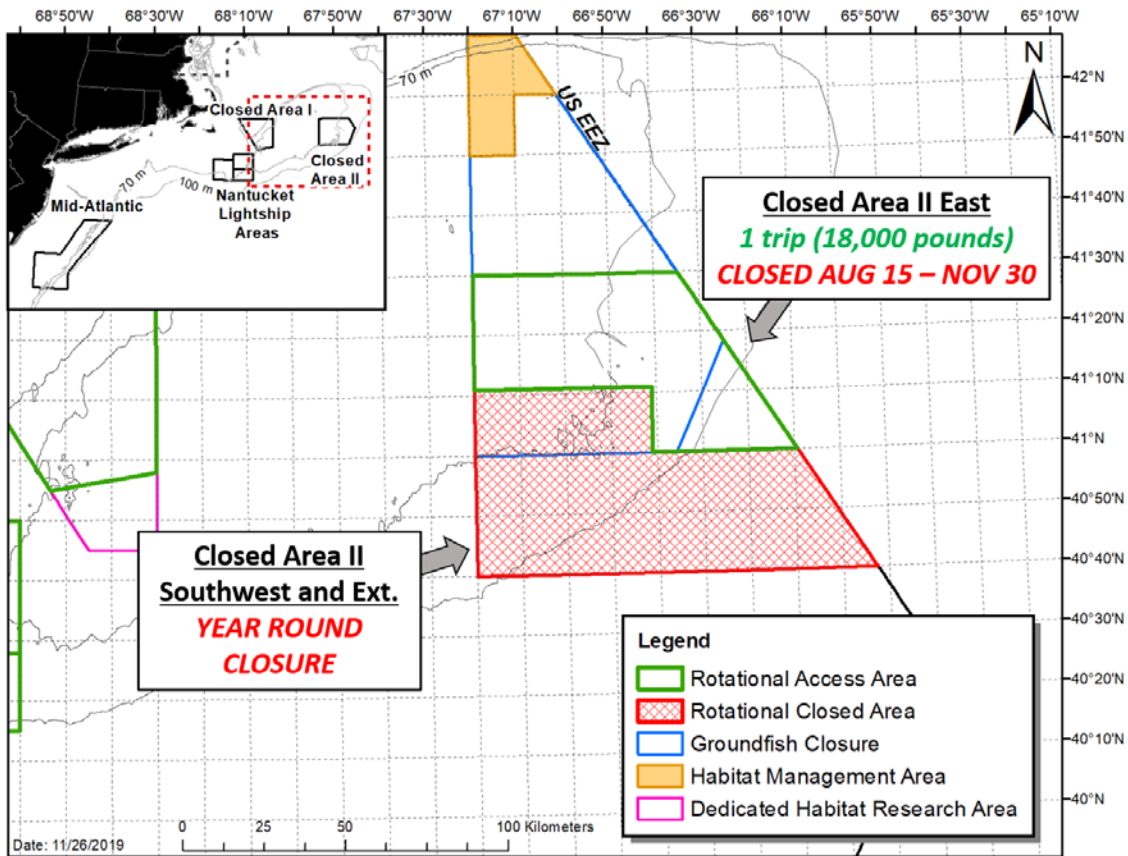 68°50'W 68°30'W 68°10'W 67°50'W 67°30'W 67°10'W 66°50'W 66°30'W 66°10'W 65°50'W 65°30'W 65°10'W
70 m
N
42°N
Closed Area I
US EEZ
41°50'N
Closed
Area II
70 m
100 m
Nantucket
Lightship
Areas
Mid-Atlantic
41°40'N
Closed Area II East
1 trip (18,000 pounds)
CLOSED AUG 15 – NOV 30
41°30'N
41°20'N
41°10'N
41°N
40°50'N
Closed Area II
Southwest and Ext.
YEAR ROUND
CLOSURE
40°40'N
40°30'N
Legend
Rotational Access Area
Rotational Closed Area
Groundfish Closure
Habitat Management Area
Dedicated Habitat Research Area
40°20'N
40°10'N
40°N
0 25 50 100 Kilometers
Date: 11/26/2019